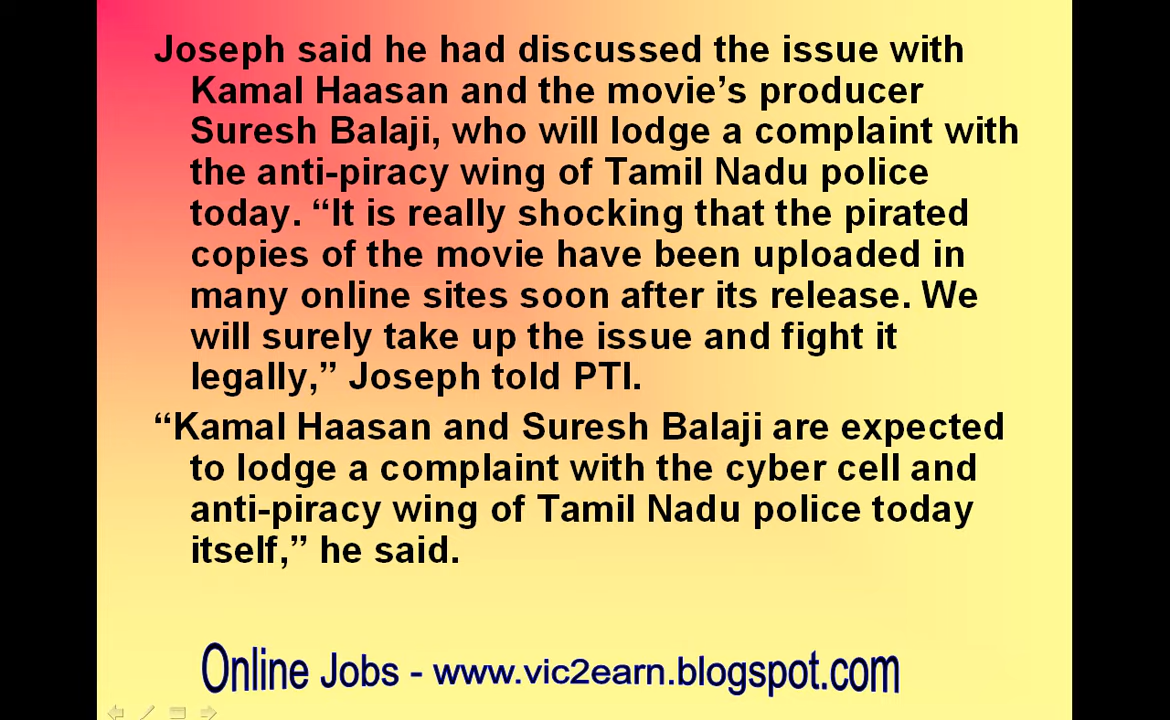 Joseph said he had discussed the issue with
Kamal Haasan and the movie’s producer
Suresh Balaji, who will lodge a complaint with
the anti-piracy wing of Tamil Nadu police
today. “It is really shocking that the pirated
copies of the movie have been uploaded in
many online sites soon after its release. We
will surely take up the issue and fight it
legally,” Joseph told PTI.
“Kamal Haasan and Suresh Balaji are expected
to lodge a complaint with the cyber cell and
anti-piracy wing of Tamil Nadu police today
itself,” he said.
Online Jobs - www.vic2earn.blogspot.com